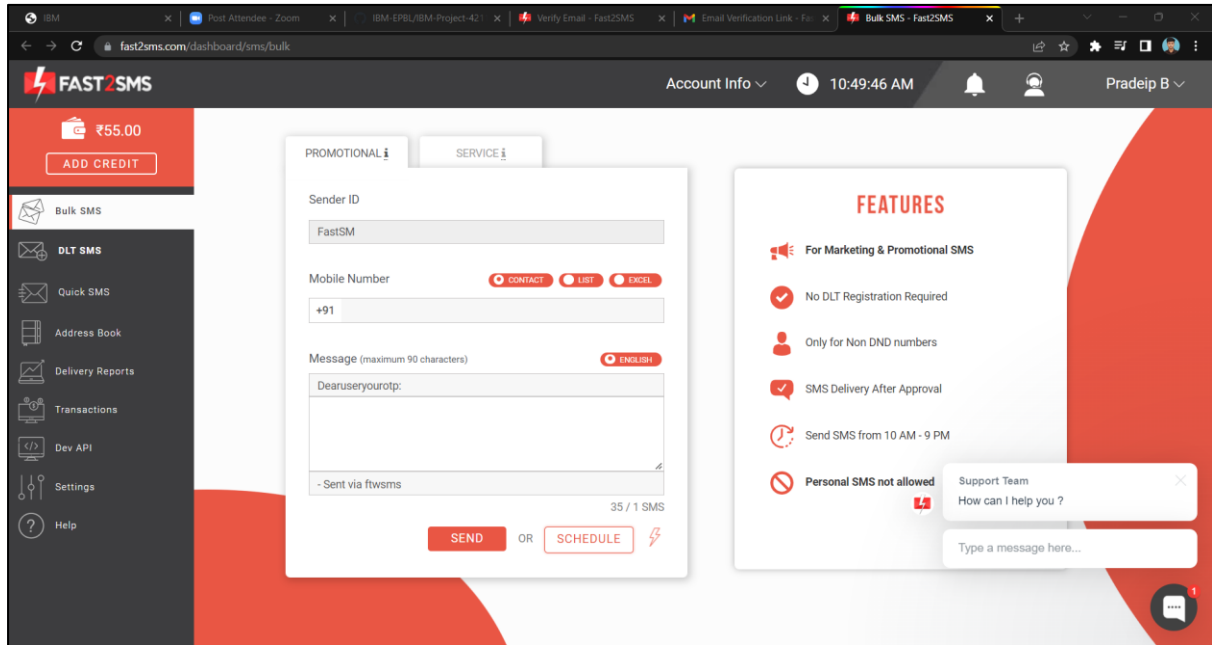 IBM
Post Attendee - Zoom
IBM-EPBL/IBM-Project-421
Verify Email - Fast2SMS
Email Verification Link - Fas
Bulk SMS - Fast2SMS
fast2sms.com/dashboard/sms/bulk
FAST2SMS
Account Info
10:49:46 AM
Pradeip B
₹55.00
ADD CREDIT
Bulk SMS
DLT SMS
Quick SMS
Address Book
Delivery Reports
Transactions
Dev API
Settings
Help
PROMOTIONAL i
SERVICE i
Sender ID
FastSM
Mobile Number
CONTACT LIST EXCEL
+91
Message (maximum 90 characters)
ENGLISH
Dearuseryourotp:
- Sent via ftwsms
35 / 1 SMS
SEND OR SCHEDULE
FEATURES
For Marketing & Promotional SMS
No DLT Registration Required
Only for Non DND numbers
SMS Delivery After Approval
Send SMS from 10 AM - 9 PM
Personal SMS not allowed
Support Team
How can I help you ?
Type a message here...
1